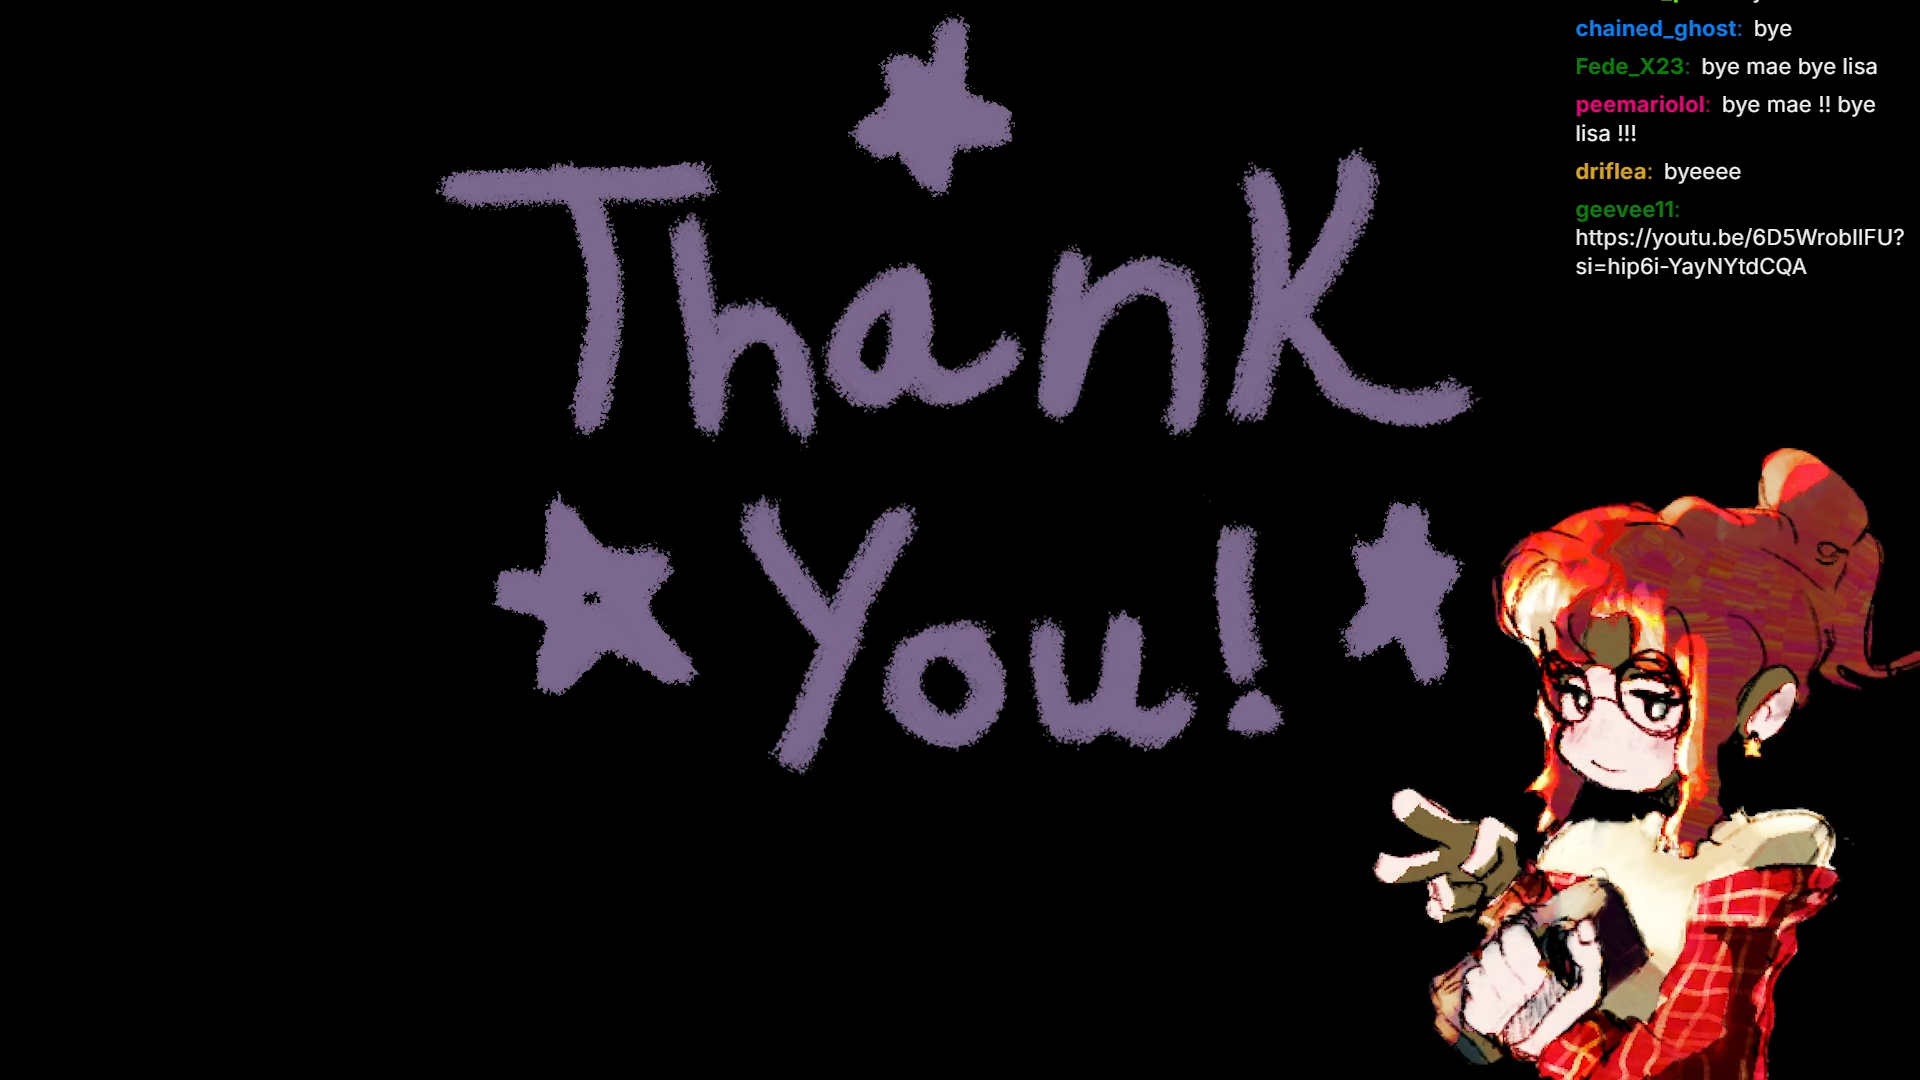 chained_ghost: bye
Fede_X23: bye mae bye lisa
peemariolol: bye mae !! bye
lisa !!!
driflea: byeeee
geevee11:
https://youtu.be/6D5WrobIlFU?
si=hip6i-YayNYtdCQA
Thank
You!